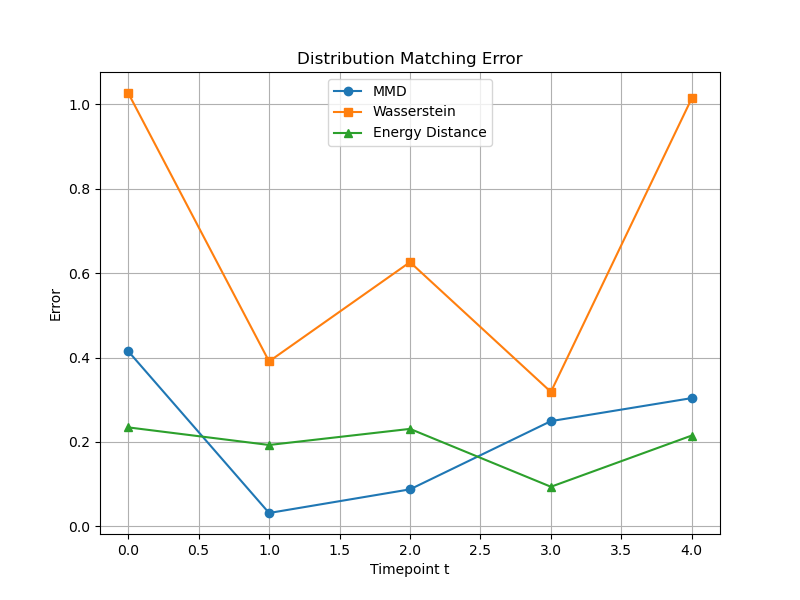 Distribution Matching Error
MMD
Wasserstein
Energy Distance
Error
1.0
0.8
0.6
0.4
0.2
0.0
0.0 0.5 1.0 1.5 2.0 2.5 3.0 3.5 4.0
Timepoint t